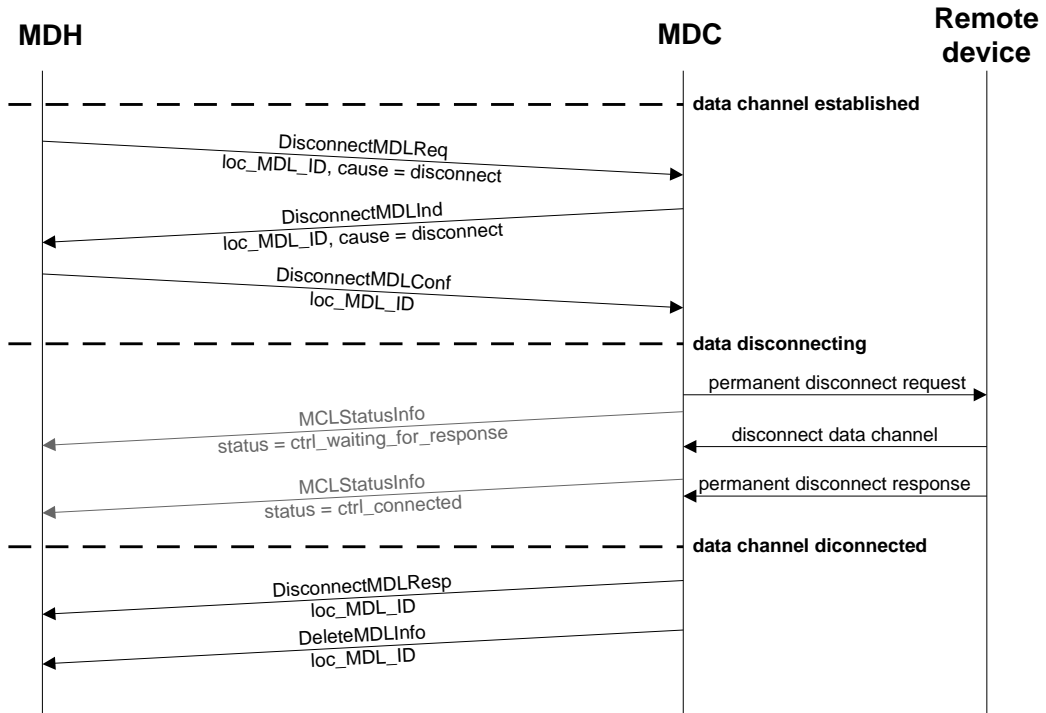 MDH
MDC
Remote
device
data channel established
DisconnectMDLReq
loc_MDL_ID, cause = disconnect
DisconnectMDLInd
loc_MDL_ID, cause = disconnect
DisconnectMDLConf
loc_MDL_ID
data disconnecting
permanent disconnect request
MCLStatusInfo
status = ctrl_waiting_for_response
disconnect data channel
MCLStatusInfo
status = ctrl_connected
permanent disconnect response
data channel diconnected
DisconnectMDLResp
loc_MDL_ID
DeleteMDLInfo
loc_MDL_ID